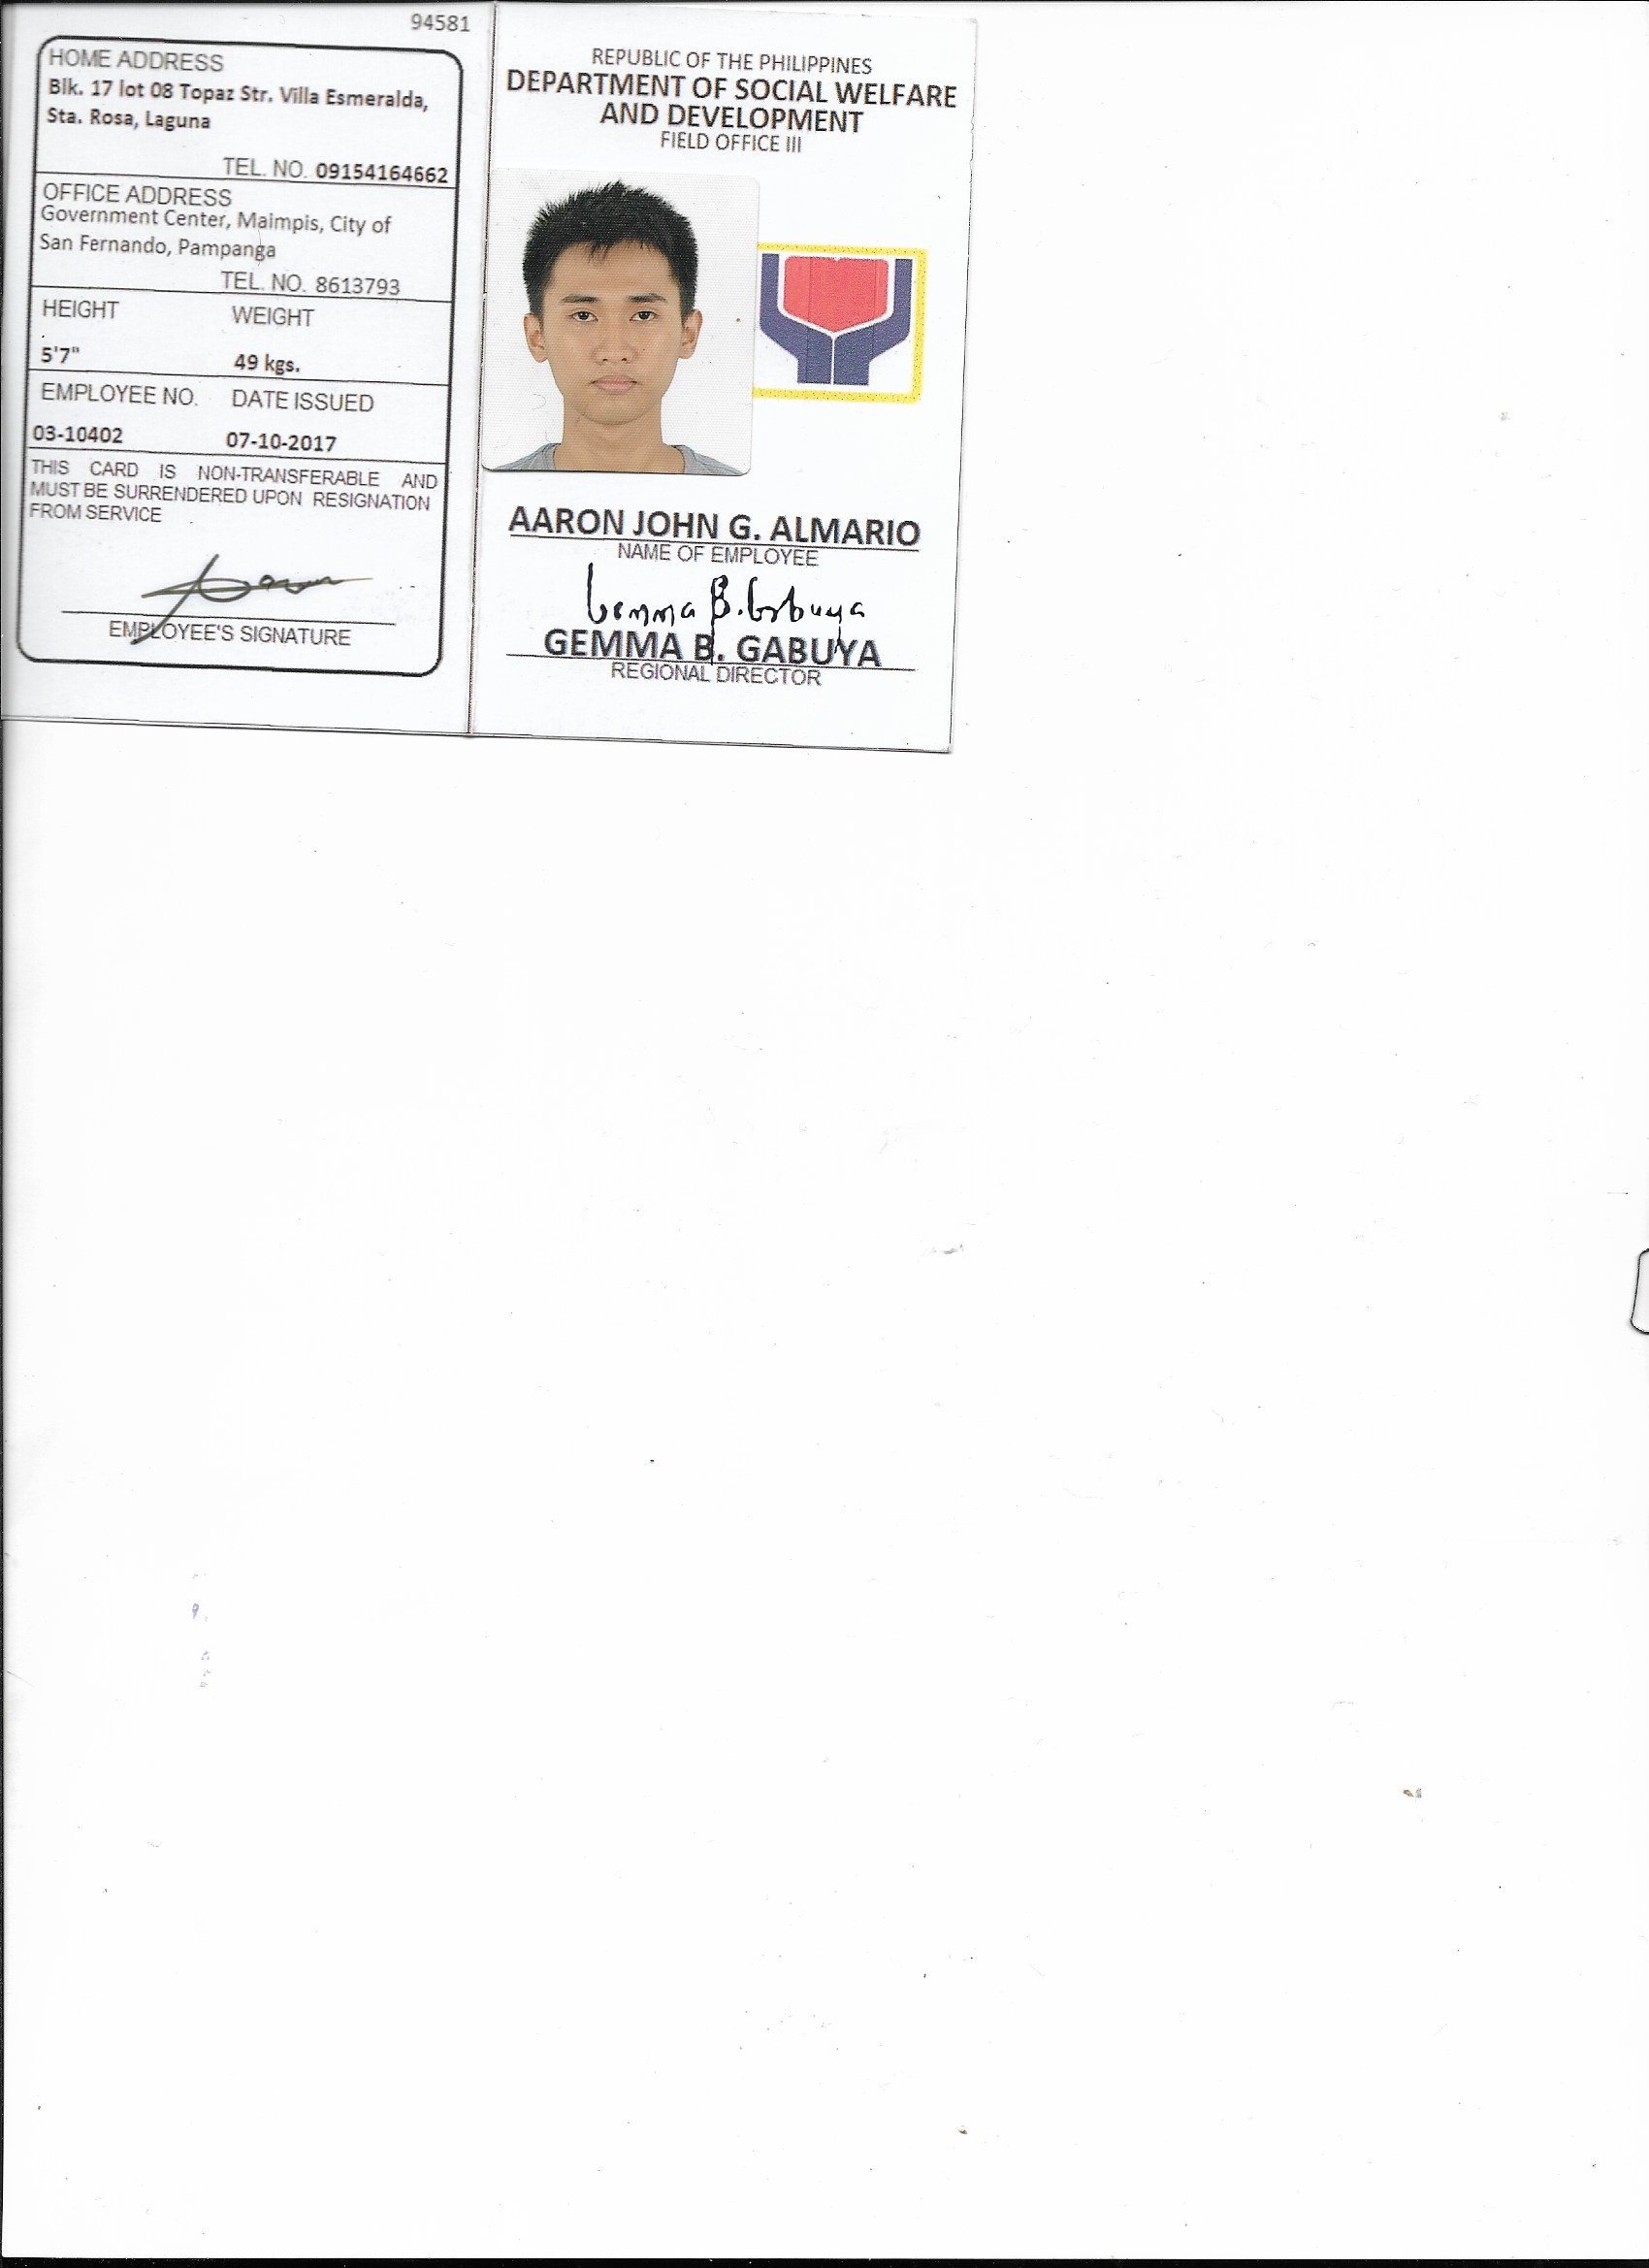 94581
HOME ADDRESS
Blk. 17 lot 08 Topaz Str. Villa Esmeralda,
Sta. Rosa, Laguna
TEL. NO. 09154164662
OFFICE ADDRESS
Government Center, Maimpis, City of
San Fernando, Pampanga
TEL. NO. 8613793
HEIGHT WEIGHT
5'7" 49 kgs.
EMPLOYEE NO. DATE ISSUED
03-10402 07-10-2017
THIS CARD IS NON-TRANSFERABLE AND
MUST BE SURRENDERED UPON RESIGNATION
FROM SERVICE
EMPLOYEE'S SIGNATURE
REPUBLIC OF THE PHILIPPINES
DEPARTMENT OF SOCIAL WELFARE
AND DEVELOPMENT
FIELD OFFICE III
AARON JOHN G. ALMARIO
NAME OF EMPLOYEE
Gemma B. Gabuya
GEMMA B. GABUYA
REGIONAL DIRECTOR